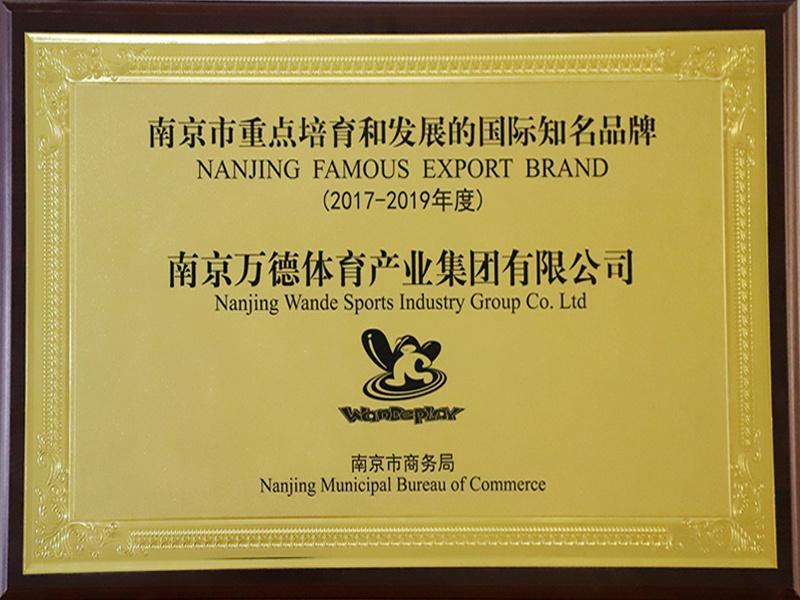 南京市重点培育和发展的国际知名品牌
NANJING FAMOUS EXPORT BRAND
(2017-2019年度)
南京万德体育产业集团有限公司
Nanjing Wande Sports Industry Group Co. Ltd
Wandeplay
南京市商务局
Nanjing Municipal Bureau of Commerce